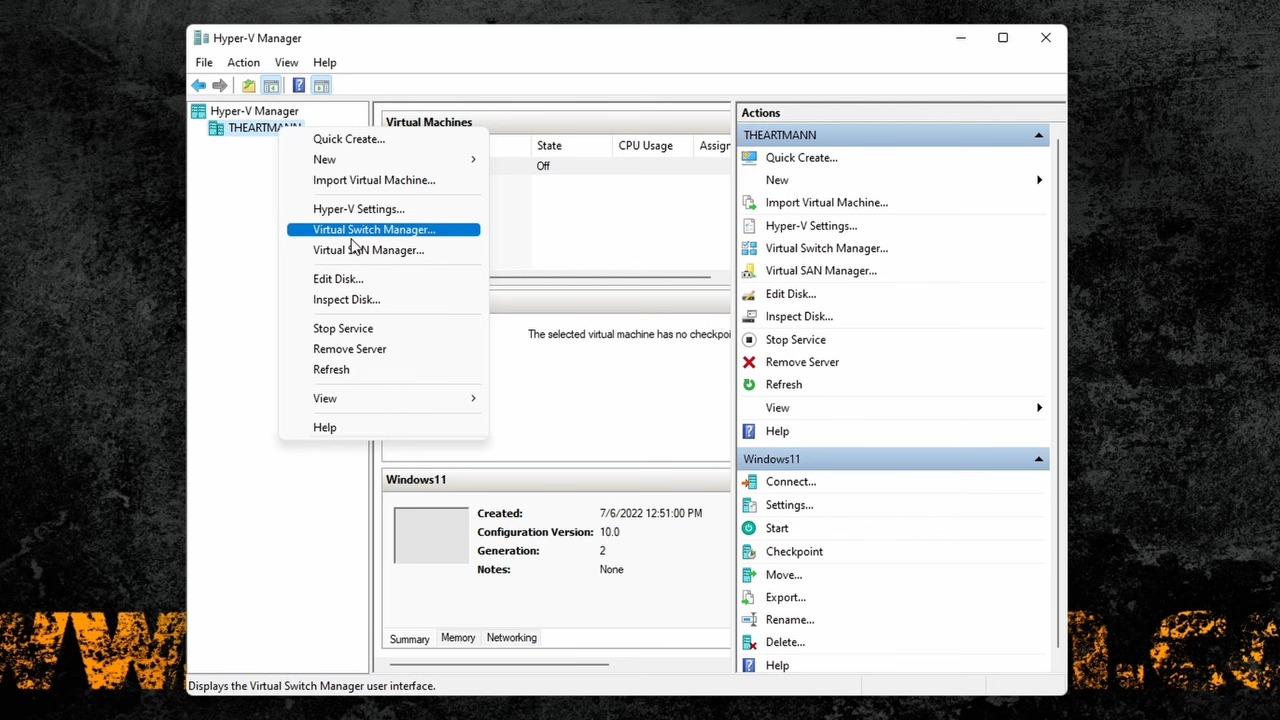 Hyper-V Manager
File Action View Help
Hyper-V Manager
THEARTMANN
Quick Create...
New
Import Virtual Machine...
Hyper-V Settings...
Virtual Switch Manager...
Virtual SAN Manager...
Edit Disk...
Inspect Disk...
Stop Service
Remove Server
Refresh
View
Help
Virtual Machines
State CPU Usage Assigr
Off
The selected virtual machine has no checkpoi
Windows11
Created: 7/6/2022 12:51:00 PM
Configuration Version: 10.0
Generation: 2
Notes: None
Summary Memory Networking
Actions
THEARTMANN
Quick Create...
New
Import Virtual Machine...
Hyper-V Settings...
Virtual Switch Manager...
Virtual SAN Manager...
Edit Disk...
Inspect Disk...
Stop Service
Remove Server
Refresh
View
Help
Windows11
Connect...
Settings...
Start
Checkpoint
Move...
Export...
Rename...
Delete...
Help
Displays the Virtual Switch Manager user interface.